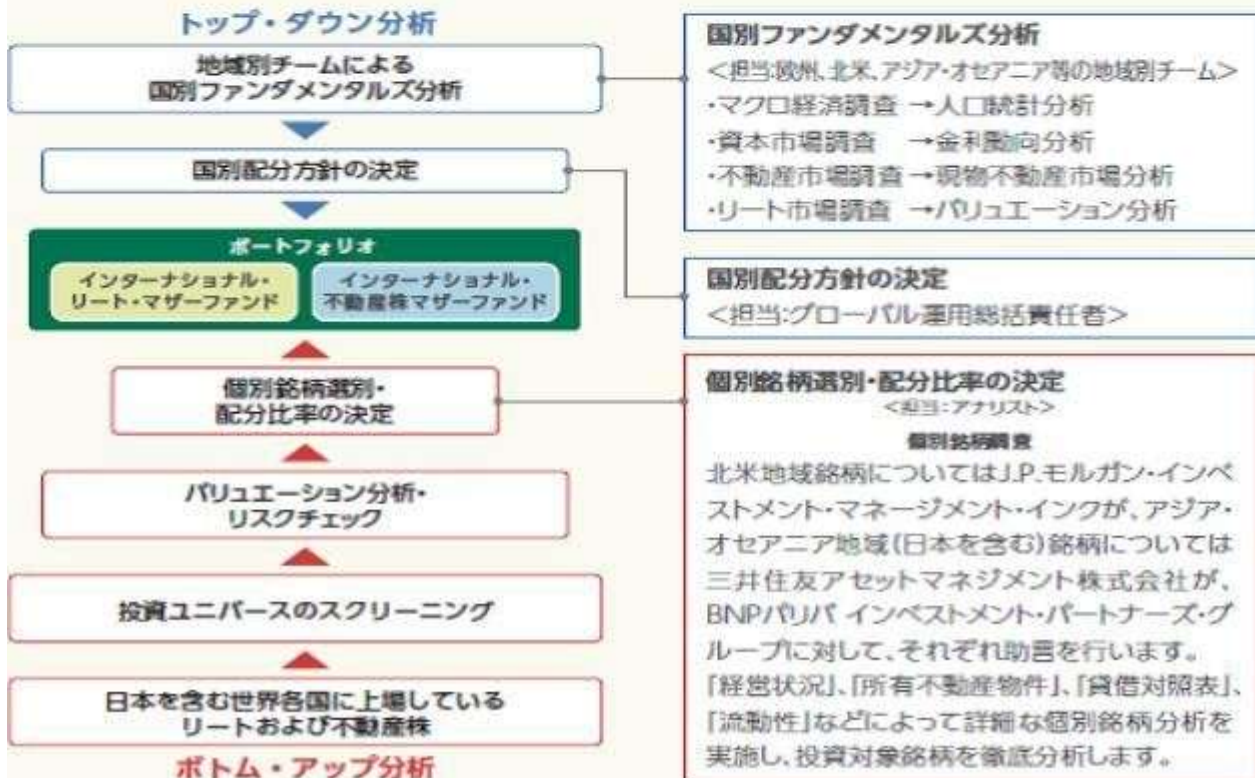 トップ・ダウン分析
地域別チームによる
国別ファンダメンタルズ分析
国別配分方針の決定
ポートフォリオ
インターナショナル・
リート・マザーファンド
インターナショナル・
不動産株マザーファンド
個別銘柄選別・
配分比率の決定
バリュエーション分析・
リスクチェック
投資ユニバースのスクリーニング
日本を含む世界各国に上場している
リートおよび不動産株
ボトム・アップ分析
国別ファンダメンタルズ分析
<担当:欧州、北米、アジア・オセアニア等の地域別チーム>
・マクロ経済調査 →人口統計分析
・資本市場調査 →金利動向分析
・不動産市場調査→現物不動産市場分析
・リート市場調査 →バリュエーション分析
国別配分方針の決定
<担当:グローバル運用総括責任者>
個別銘柄選別・配分比率の決定
<担当:アナリスト>
個別銘柄調査
北米地域銘柄についてはJ.P.モルガン・インベ
ストメント・マネージメント・インクが、アジア・
オセアニア地域(日本を含む)銘柄については
三井住友アセットマネジメント株式会社が、
BNPパリバ インベストメント・パートナーズ・グ
ループに対して、それぞれ助言を行います。
「経営状況」、「所有不動産物件」、「貸借対照表」、
「流動性」などによって詳細な個別銘柄分析を
実施し、投資対象銘柄を徹底分析します。